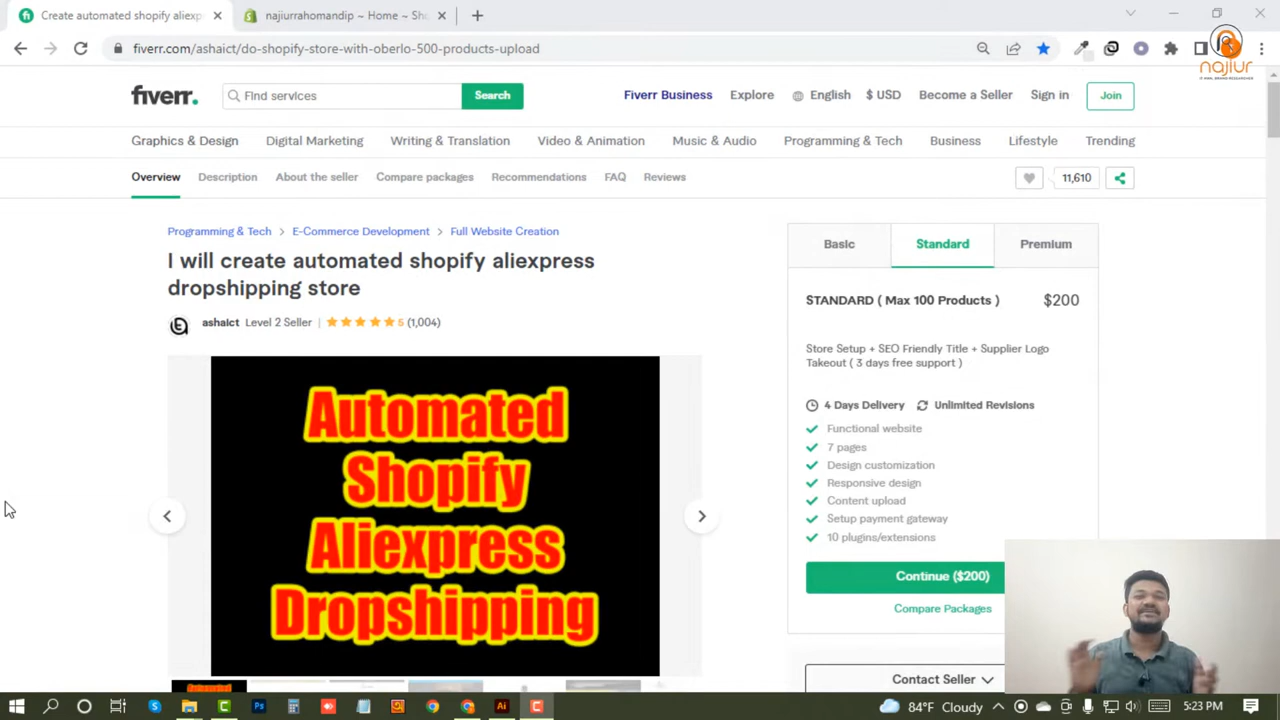 Create automated shopify aliexp
najiurrahomandip ~ Home ~ Sho
fiverr.com/ashaict/do-shopify-store-with-oberlo-500-products-upload
najiur
fiverr.
Find services
Search
Fiverr Business
Explore
English
$ USD
Become a Seller
Sign in
Join
Graphics & Design
Digital Marketing
Writing & Translation
Video & Animation
Music & Audio
Programming & Tech
Business
Lifestyle
Trending
Overview
Description
About the seller
Compare packages
Recommendations
FAQ
Reviews
11,610
Programming & Tech > E-Commerce Development > Full Website Creation
I will create automated shopify aliexpress
dropshipping store
ashaict Level 2 Seller | 5 (1,004)
Automated
Shopify
Aliexpress
Dropshipping
Basic
Standard
Premium
STANDARD ( Max 100 Products ) $200
Store Setup + SEO Friendly Title + Supplier Logo
Takeout ( 3 days free support )
4 Days Delivery Unlimited Revisions
Functional website
7 pages
Design customization
Responsive design
Content upload
Setup payment gateway
10 plugins/extensions
Continue ($200)
Compare Packages
Contact Seller
84°F Cloudy
5:23 PM